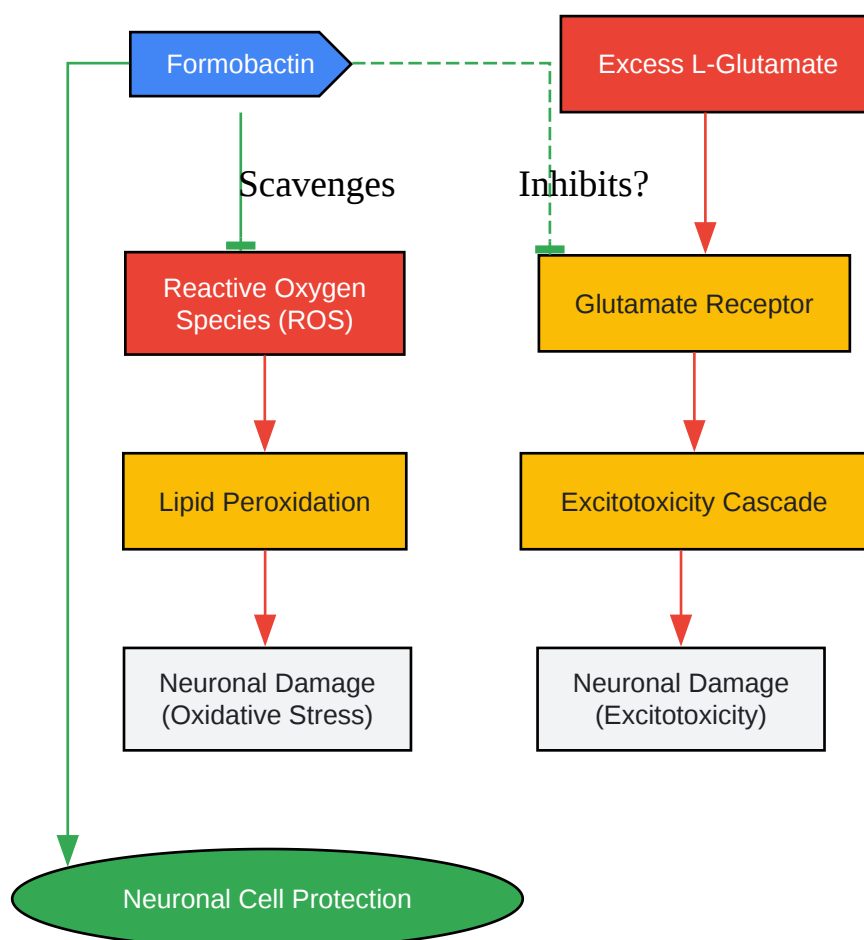 Formobactin
Excess L-Glutamate
Scavenges
Inhibits?
Reactive Oxygen
Species (ROS)
Glutamate Receptor
Lipid Peroxidation
Excitotoxicity Cascade
Neuronal Damage
(Oxidative Stress)
Neuronal Damage
(Excitotoxicity)
Neuronal Cell Protection